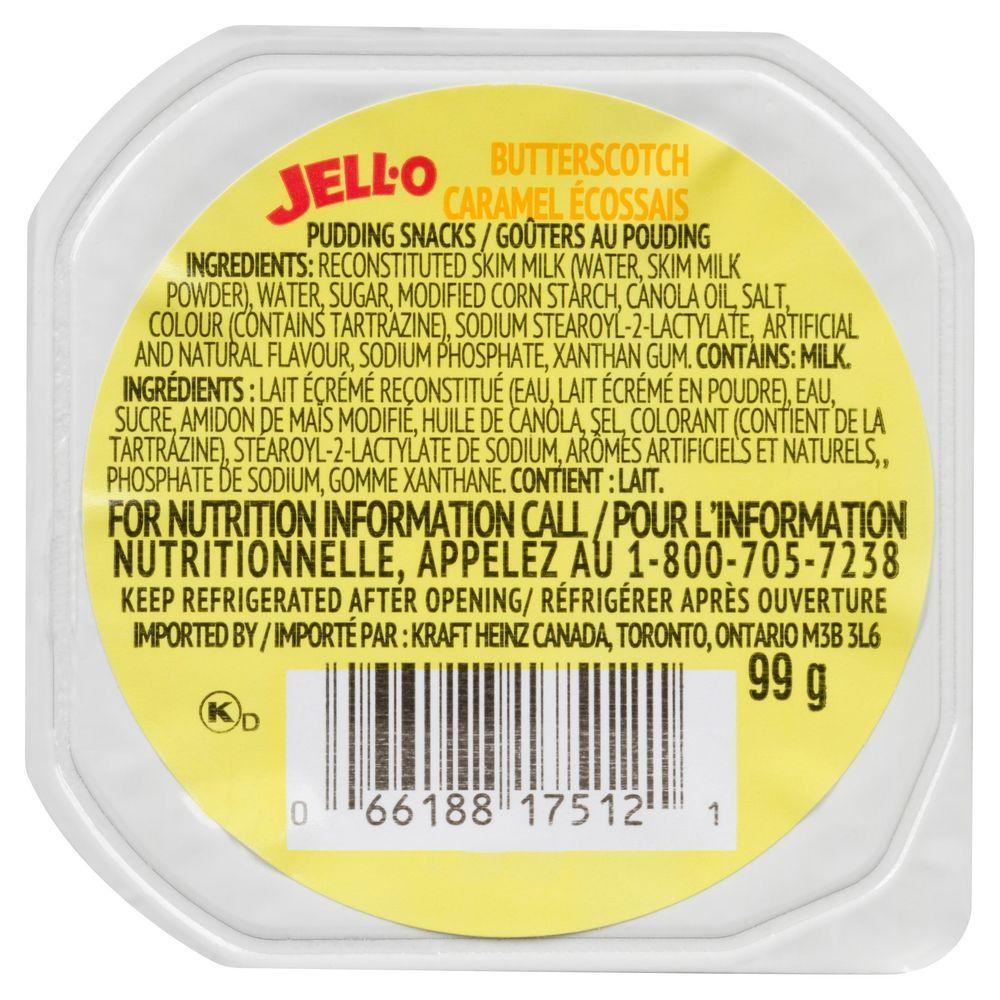 JELL·O
BUTTERSCOTCH
CARAMEL ÉCOSSAIS
PUDDING SNACKS / GOÛTERS AU POUDING
INGREDIENTS: RECONSTITUTED SKIM MILK (WATER, SKIM MILK
POWDER), WATER, SUGAR, MODIFIED CORN STARCH, CANOLA OIL, SALT,
COLOUR (CONTAINS TARTRAZINE), SODIUM STEAROYL-2-LACTYLATE, ARTIFICIAL
AND NATURAL FLAVOUR, SODIUM PHOSPHATE, XANTHAN GUM. CONTAINS: MILK.
INGRÉDIENTS : LAIT ÉCRÉMÉ RECONSTITUÉ (EAU, LAIT ÉCRÉMÉ EN POUDRE), EAU,
SUCRE, AMIDON DE MAÏS MODIFIÉ, HUILE DE CANOLA, SEL, COLORANT (CONTIENT DE LA
TARTRAZINE), STÉAROYL-2-LACTYLATE DE SODIUM, ARÔMES ARTIFICIELS ET NATURELS, ,
PHOSPHATE DE SODIUM, GOMME XANTHANE. CONTIENT : LAIT.
FOR NUTRITION INFORMATION CALL / POUR L'INFORMATION
NUTRITIONNELLE, APPELEZ AU 1-800-705-7238
KEEP REFRIGERATED AFTER OPENING/ RÉFRIGÉRER APRÈS OUVERTURE
IMPORTED BY / IMPORTÉ PAR : KRAFT HEINZ CANADA, TORONTO, ONTARIO M3B 3L6
99 g
K D
0 66188 17512 1